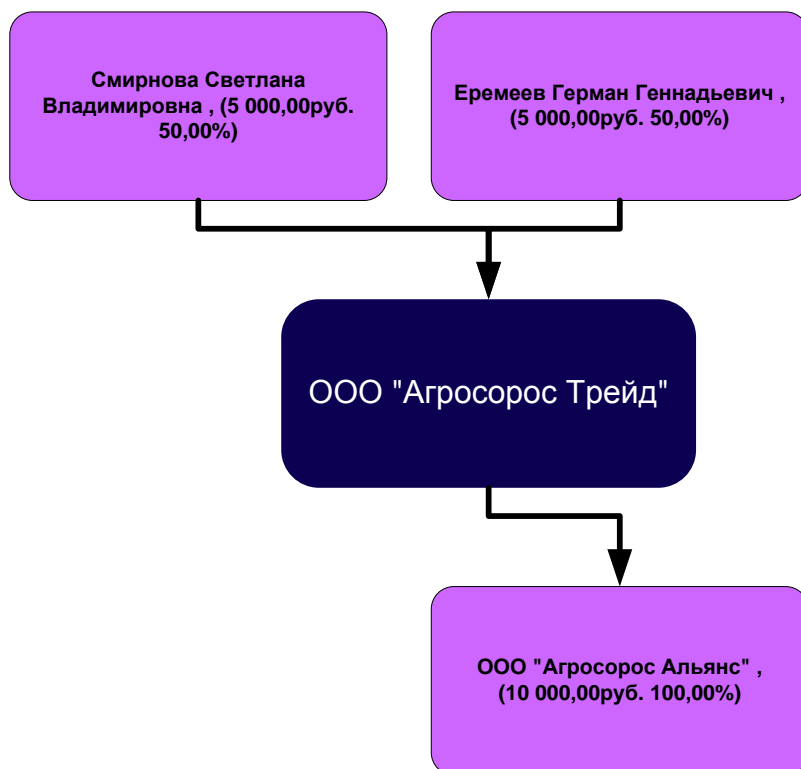 Смирнова Светлана
Владимировна , (5 000,00руб.
50,00%)
Еремеев Герман Геннадьевич ,
(5 000,00руб. 50,00%)
ООО "Агросорос Трейд"
ООО "Агросорос Альянс" ,
(10 000,00руб. 100,00%)